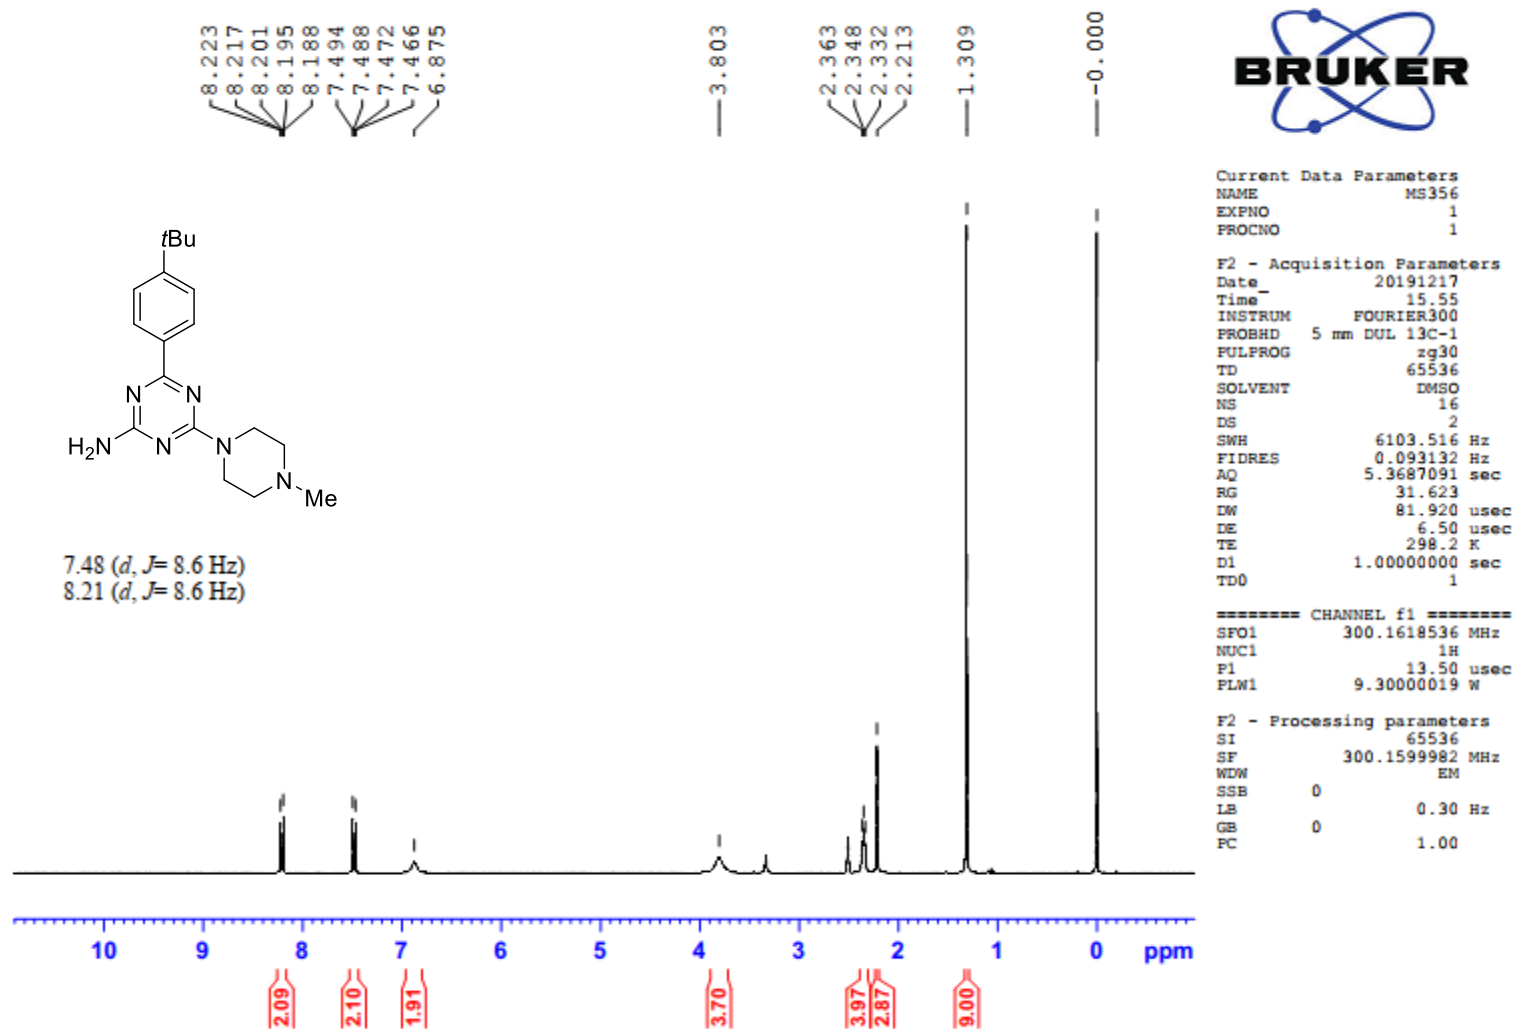 8.223
8.217
8.201
8.195
8.188
7.494
7.488
7.472
7.466
6.875
3.803
2.363
2.348
2.332
2.213
1.309
-0.000
BRUKER
Current Data Parameters
NAME MS356
EXPNO 1
PROCNO 1
F2 - Acquisition Parameters
Date_ 20191217
Time 15.55
INSTRUM FOURIER300
PROBHD 5 mm DUL 13C-1
PULPROG zg30
TD 65536
SOLVENT DMSO
NS 16
DS 2
SWH 6103.516 Hz
FIDRES 0.093132 Hz
AQ 5.3687091 sec
RG 31.623
DW 81.920 usec
DE 6.50 usec
TE 298.2 K
D1 1.00000000 sec
TD0 1
======== CHANNEL f1 ========
SFO1 300.1618536 MHz
NUC1 1H
P1 13.50 usec
PLW1 9.30000019 W
F2 - Processing parameters
SI 65536
SF 300.1599982 MHz
WDW EM
SSB 0
LB 0.30 Hz
GB 0
PC 1.00
tBu
N N
H2N N N
N Me
7.48 (d, J= 8.6 Hz)
8.21 (d, J= 8.6 Hz)
10 9 8 7 6 5 4 3 2 1 0 ppm
2.09
2.10
1.91
3.70
3.97
2.87
9.00